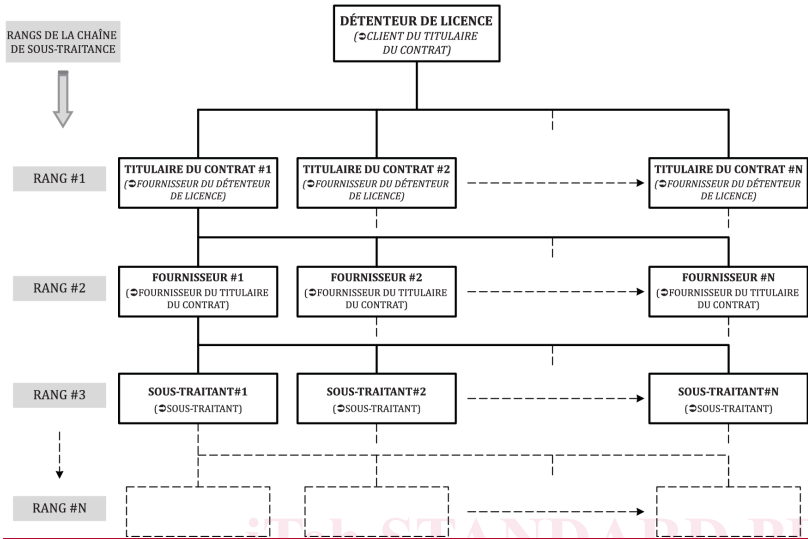 DÉTENTEUR DE LICENCE
(➲CLIENT DU TITULAIRE
DU CONTRAT)
RANGS DE LA CHAÎNE
DE SOUS-TRAITANCE
RANG #1
TITULAIRE DU CONTRAT #1
(➲FOURNISSEUR DU DÉTENTEUR
DE LICENCE)
TITULAIRE DU CONTRAT #2
(➲FOURNISSEUR DU DÉTENTEUR
DE LICENCE)
TITULAIRE DU CONTRAT #N
(➲FOURNISSEUR DU DÉTENTEUR
DE LICENCE)
RANG #2
FOURNISSEUR #1
(➲FOURNISSEUR DU TITULAIRE
DU CONTRAT)
FOURNISSEUR #2
(➲FOURNISSEUR DU TITULAIRE
DU CONTRAT)
FOURNISSEUR #N
(➲FOURNISSEUR DU TITULAIRE
DU CONTRAT)
RANG #3
SOUS-TRAITANT#1
(➲SOUS-TRAITANT)
SOUS-TRAITANT#2
(➲SOUS-TRAITANT)
SOUS-TRAITANT#N
(➲SOUS-TRAITANT)
RANG #N